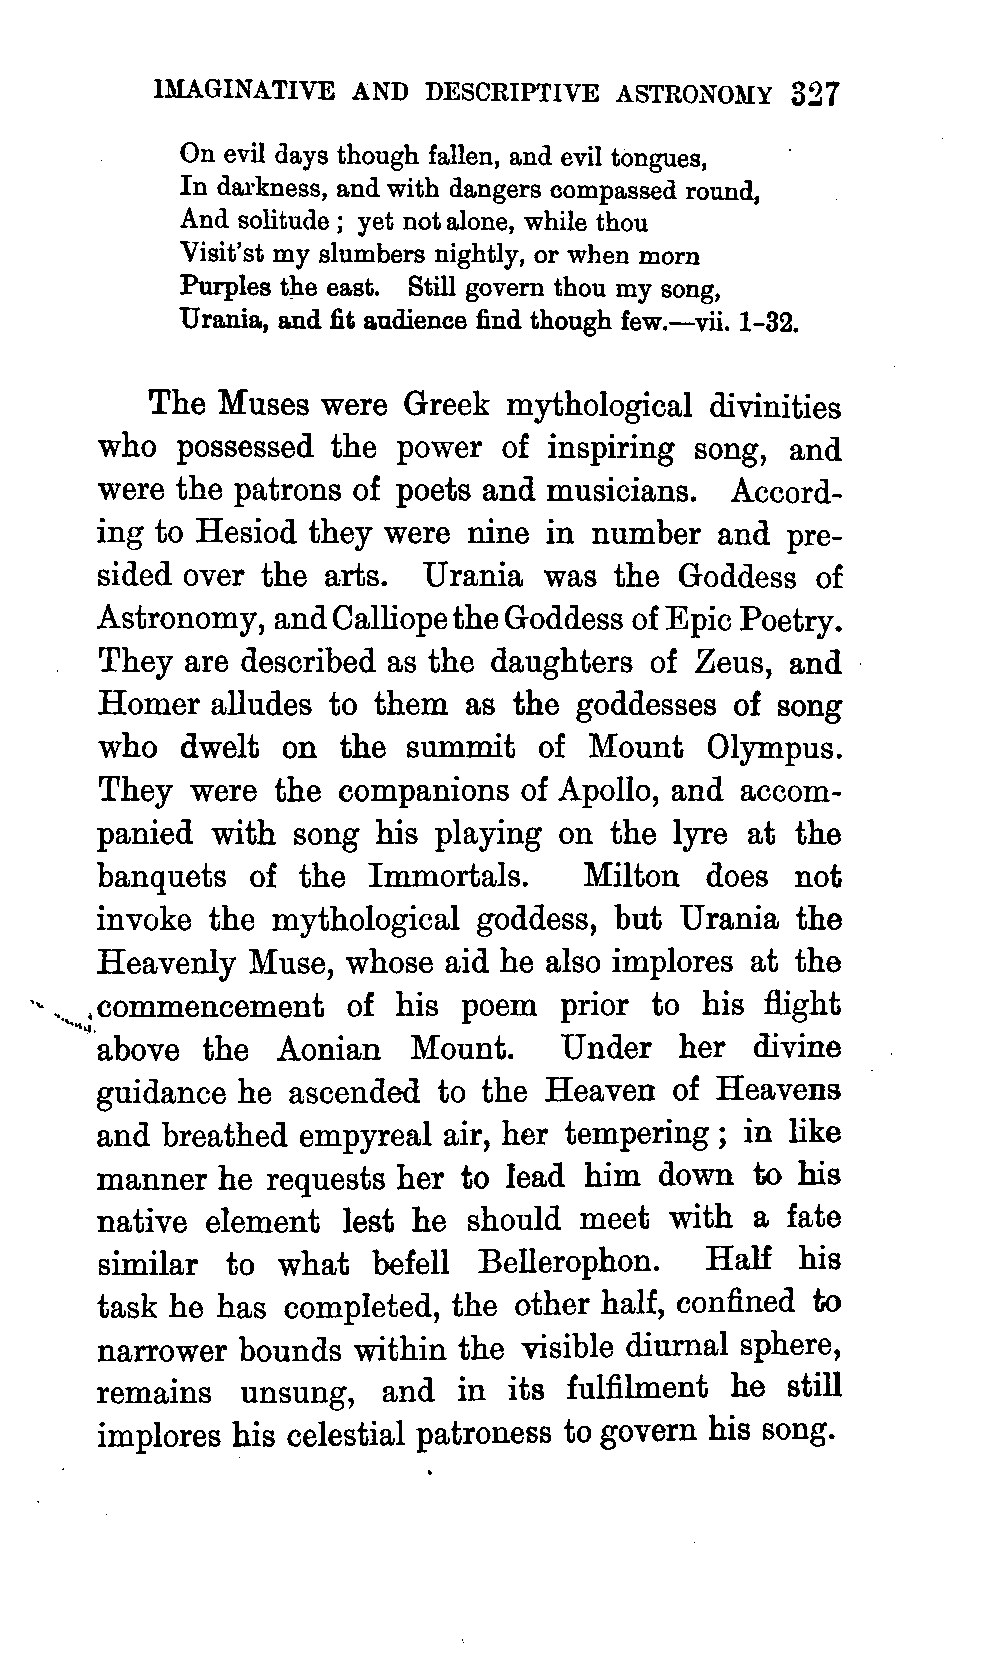 IMAGINATIVE AND DESCRIPTIVE ASTRONOMY 327
On evil days though fallen, and evil tongues,
In darkness, and with dangers compassed round,
And solitude ; yet not alone, while thou
Visit'st my slumbers nightly, or when morn
Purples the east. Still govern thou my song,
Urania, and fit audience find though few.—vii. 1-32.
The Muses were Greek mythological divinities
who possessed the power of inspiring song, and
were the patrons of poets and musicians. Accord-
ing to Hesiod they were nine in number and pre-
sided over the arts. Urania was the Goddess of
Astronomy, and Calliope the Goddess of Epic Poetry.
They are described as the daughters of Zeus, and
Homer alludes to them as the goddesses of song
who dwelt on the summit of Mount Olympus.
They were the companions of Apollo, and accom-
panied with song his playing on the lyre at the
banquets of the Immortals. Milton does not
invoke the mythological goddess, but Urania the
Heavenly Muse, whose aid he also implores at the
commencement of his poem prior to his flight
above the Aonian Mount. Under her divine
guidance he ascended to the Heaven of Heavens
and breathed empyreal air, her tempering ; in like
manner he requests her to lead him down to his
native element lest he should meet with a fate
similar to what befell Bellerophon. Half his
task he has completed, the other half, confined to
narrower bounds within the visible diurnal sphere,
remains unsung, and in its fulfilment he still
implores his celestial patroness to govern his song.